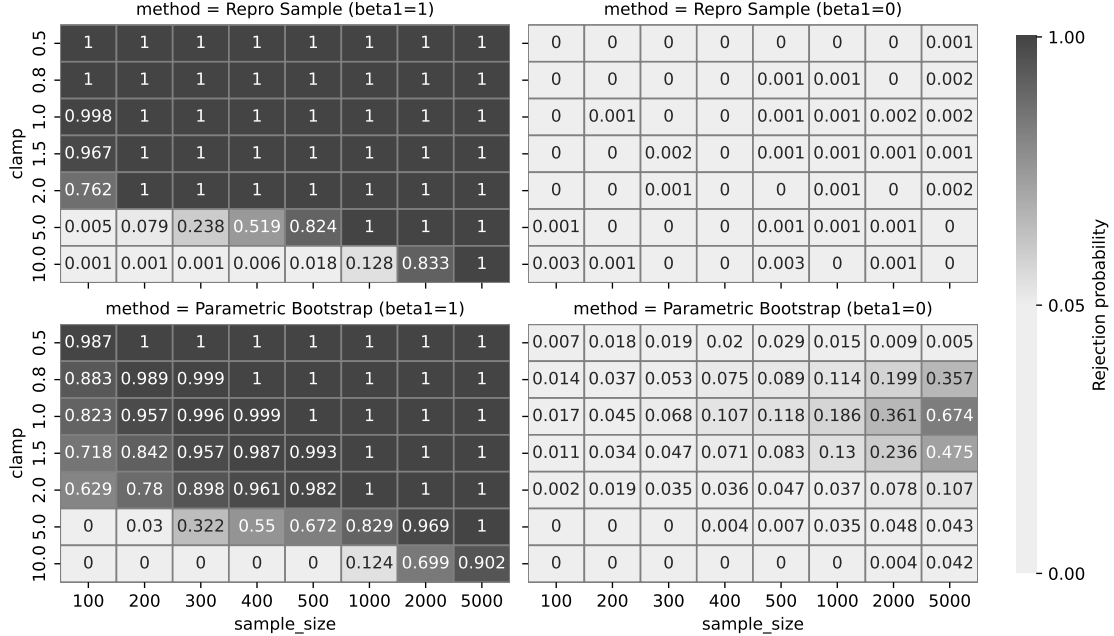 method = Repro Sample (beta1=1)
method = Repro Sample (beta1=0)
clamp
0.5 1 1 1 1 1 1 1 1 0 0 0 0 0 0 0 0.001
0.8 1 1 1 1 1 1 1 1 0 0 0 0 0.001 0.001 0 0.002
1.0 0.998 1 1 1 1 1 1 1 0 0.001 0 0 0.001 0.001 0.002 0.002
1.5 0.967 1 1 1 1 1 1 1 0 0 0.002 0 0.001 0.001 0.001 0.001
2.0 0.762 1 1 1 1 1 1 1 0 0 0.001 0 0 0.001 0 0.002
5.0 0.005 0.079 0.238 0.519 0.824 1 1 1 0.001 0 0 0 0.001 0.001 0.001 0
10.0 0.001 0.001 0.001 0.006 0.018 0.128 0.833 1 0.003 0.001 0 0 0.003 0 0.001 0
method = Parametric Bootstrap (beta1=1)
method = Parametric Bootstrap (beta1=0)
clamp
0.5 0.987 1 1 1 1 1 1 1 0.007 0.018 0.019 0.02 0.029 0.015 0.009 0.005
0.8 0.883 0.989 0.999 1 1 1 1 1 0.014 0.037 0.053 0.075 0.089 0.114 0.199 0.357
1.0 0.823 0.957 0.996 0.999 1 1 1 1 0.017 0.045 0.068 0.107 0.118 0.186 0.361 0.674
1.5 0.718 0.842 0.957 0.987 0.993 1 1 1 0.011 0.034 0.047 0.071 0.083 0.13 0.236 0.475
2.0 0.629 0.78 0.898 0.961 0.982 1 1 1 0.002 0.019 0.035 0.036 0.047 0.037 0.078 0.107
5.0 0 0.03 0.322 0.55 0.672 0.829 0.969 1 0 0 0 0.004 0.007 0.035 0.048 0.043
10.0 0 0 0 0 0 0.124 0.699 0.902 0 0 0 0 0 0 0.004 0.042
100 200 300 400 500 1000 2000 5000 100 200 300 400 500 1000 2000 5000
sample_size
sample_size
1.00
0.05
0.00
Rejection probability